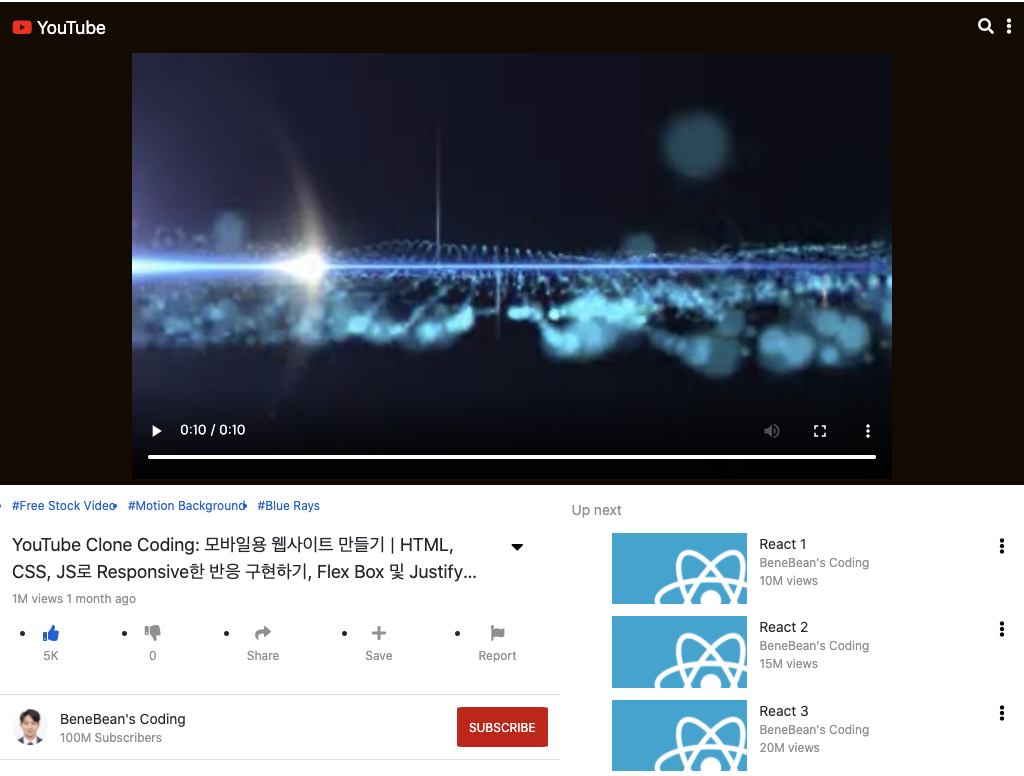 YouTube
0:10 / 0:10
#Free Stock Video #Motion Background #Blue Rays
YouTube Clone Coding: 모바일용 웹사이트 만들기 | HTML,
CSS, JS로 Responsive한 반응 구현하기, Flex Box 및 Justify...
1M views 1 month ago
5K 0 Share Save Report
BeneBean's Coding
100M Subscribers
SUBSCRIBE
Up next
React 1
BeneBean's Coding
10M views
React 2
BeneBean's Coding
15M views
React 3
BeneBean's Coding
20M views